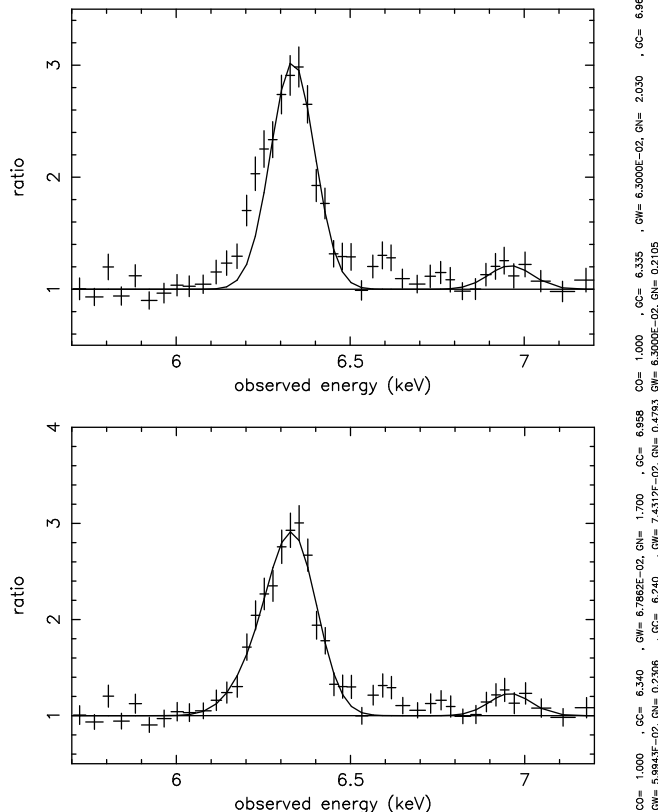 3
2
1
ratio
6
6.5
7
observed energy (keV)
4
3
2
1
ratio
6
6.5
7
observed energy (keV)
CO= 1.000 , GC= 6.335 , GW= 6.3000E-02, GN= 2.030 , GC= 6.96
GW= 6.3000E-02, GN= 0.2105
CO= 1.000 , GC= 6.340 , GW= 6.7862E-02, GN= 1.700 , GC= 6.958
GW= 5.9943E-02, GN= 0.2306 , GC= 6.240 , GW= 7.4312E-02, GN= 0.4793